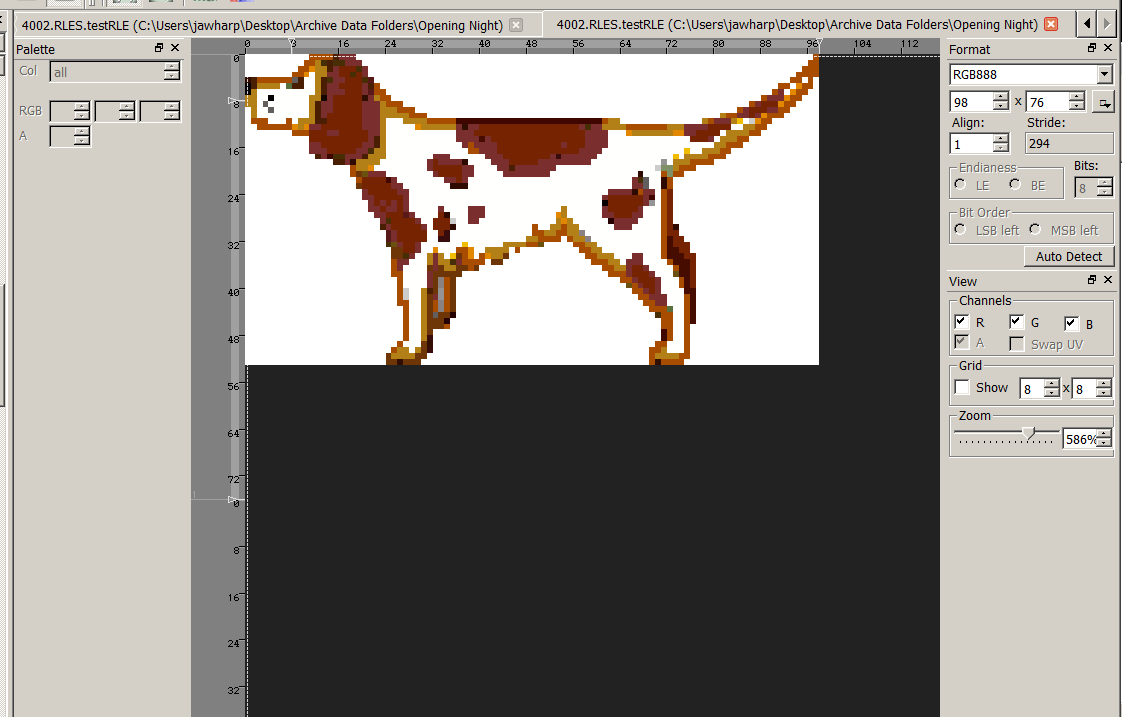 4002.RLES.testRLE (C:\Users\jawharp\Desktop\Archive Data Folders\Opening Night)
4002.RLES.testRLE (C:\Users\jawharp\Desktop\Archive Data Folders\Opening Night)
Palette
Col all
RGB
A
0 8 16 24 32 40 48 56 64 72 80 88 96 104 112
0
8
16
24
32
40
48
56
64
72
0
8
16
24
32
Format
RGB888
98 x 76
Align: Stride:
1 294
Endianess Bits:
LE BE 8
Bit Order
LSB left MSB left
Auto Detect
View
Channels
R G B
A Swap UV
Grid
Show 8 x 8
Zoom
586%